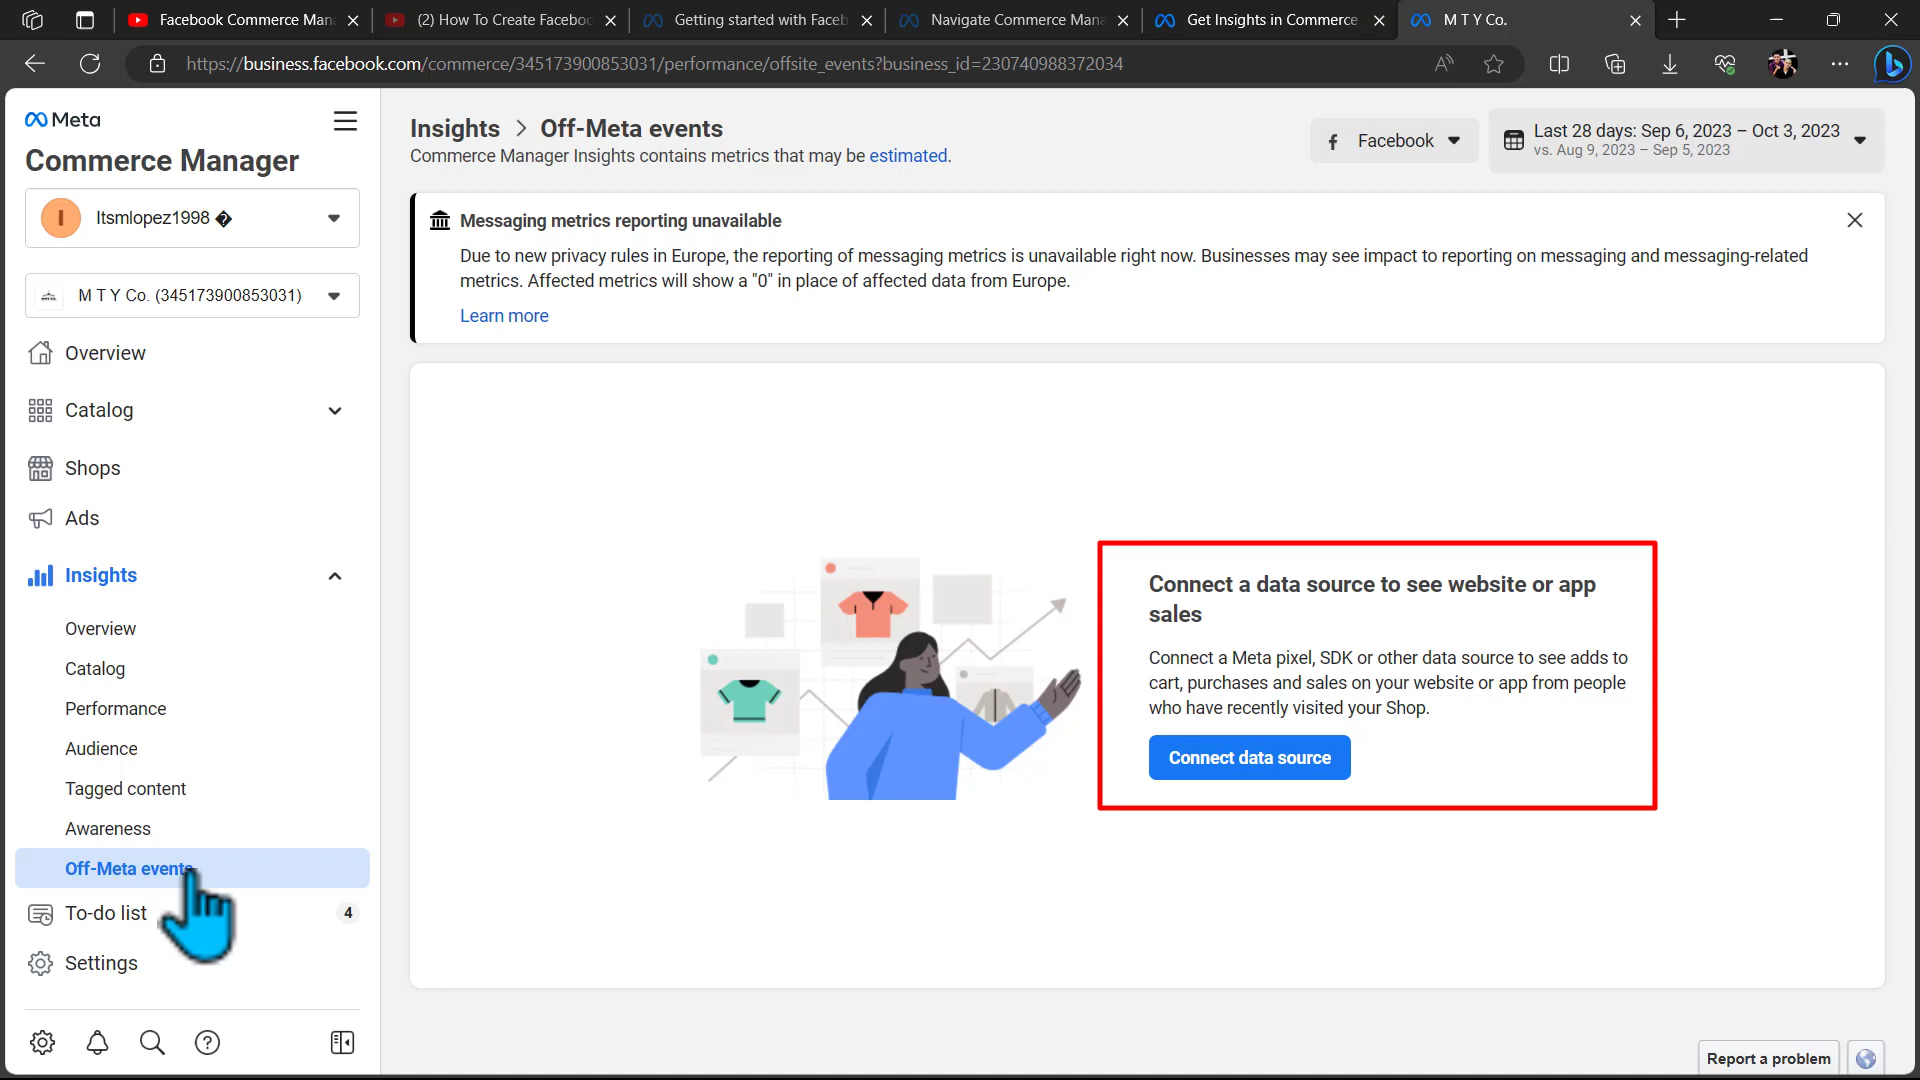 Facebook Commerce Man
(2) How To Create Faceboo
Getting started with Faceb
Navigate Commerce Mana
Get Insights in Commerce
M T Y Co.
https://business.facebook.com/commerce/345173900853031/performance/offsite_events?business_id=230740988372034
Meta
Commerce Manager
I
Itsmlopez1998 �
M T Y Co. (345173900853031)
Overview
Catalog
Shops
Ads
Insights
Overview
Catalog
Performance
Audience
Tagged content
Awareness
Off-Meta events
To-do list
4
Settings
Insights > Off-Meta events
Commerce Manager Insights contains metrics that may be estimated.
Facebook
Last 28 days: Sep 6, 2023 – Oct 3, 2023
vs. Aug 9, 2023 – Sep 5, 2023
Messaging metrics reporting unavailable
Due to new privacy rules in Europe, the reporting of messaging metrics is unavailable right now. Businesses may see impact to reporting on messaging and messaging-related
metrics. Affected metrics will show a "0" in place of affected data from Europe.
Learn more
Connect a data source to see website or app
sales
Connect a Meta pixel, SDK or other data source to see adds to
cart, purchases and sales on your website or app from people
who have recently visited your Shop.
Connect data source
Report a problem